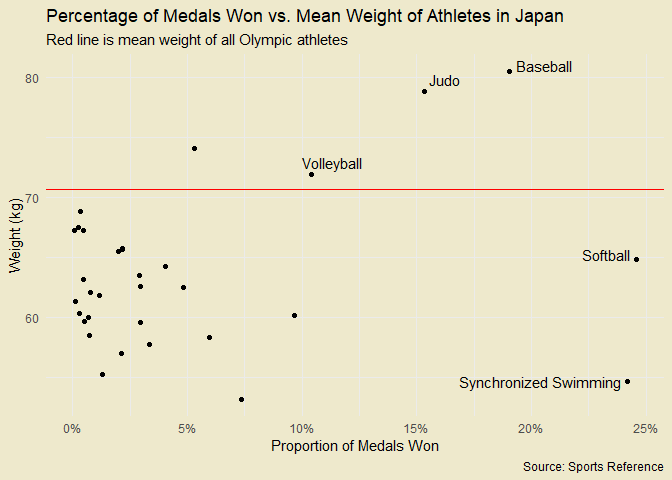 Percentage of Medals Won vs. Mean Weight of Athletes in Japan
Red line is mean weight of all Olympic athletes
80
70
60
Weight (kg)
Baseball
Judo
Volleyball
Softball
Synchronized Swimming
0%
5%
10%
15%
20%
25%
Proportion of Medals Won
Source: Sports Reference